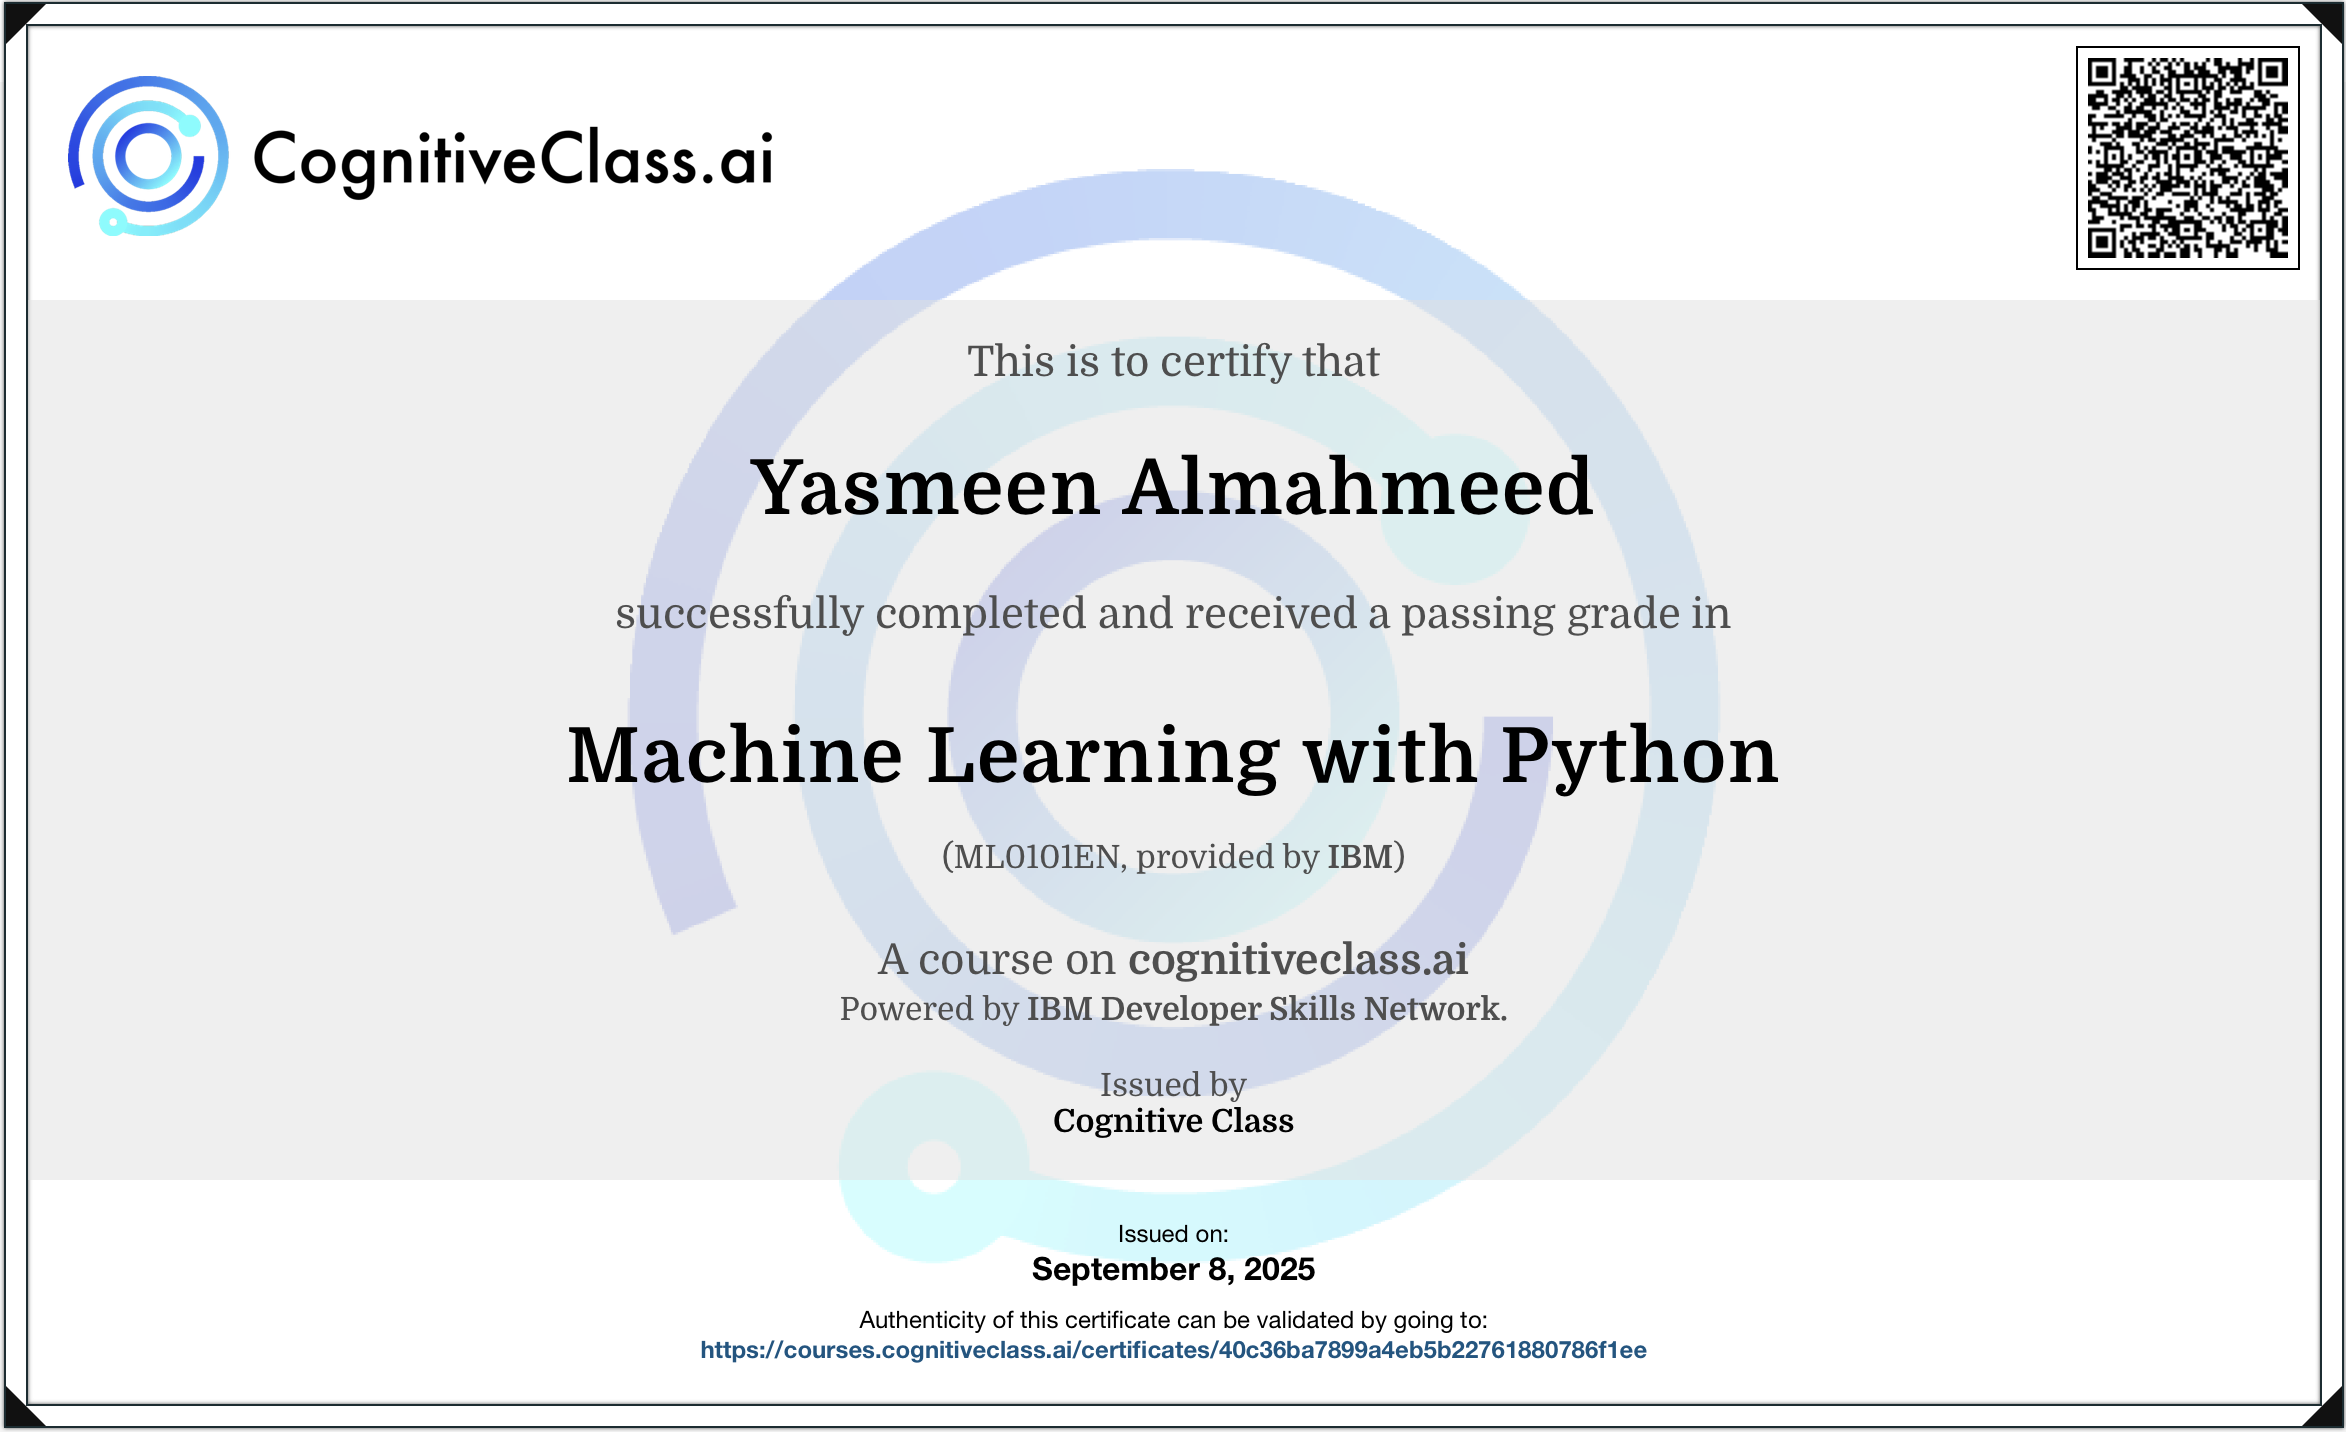 CognitiveClass.ai
This is to certify that
Yasmeen Almahmeed
successfully completed and received a passing grade in
Machine Learning with Python
(ML0101EN, provided by IBM)
A course on cognitiveclass.ai
Powered by IBM Developer Skills Network.
Issued by
Cognitive Class
Issued on:
September 8, 2025
Authenticity of this certificate can be validated by going to:
https://courses.cognitiveclass.ai/certificates/40c36ba7899a4eb5b22761880786f1ee